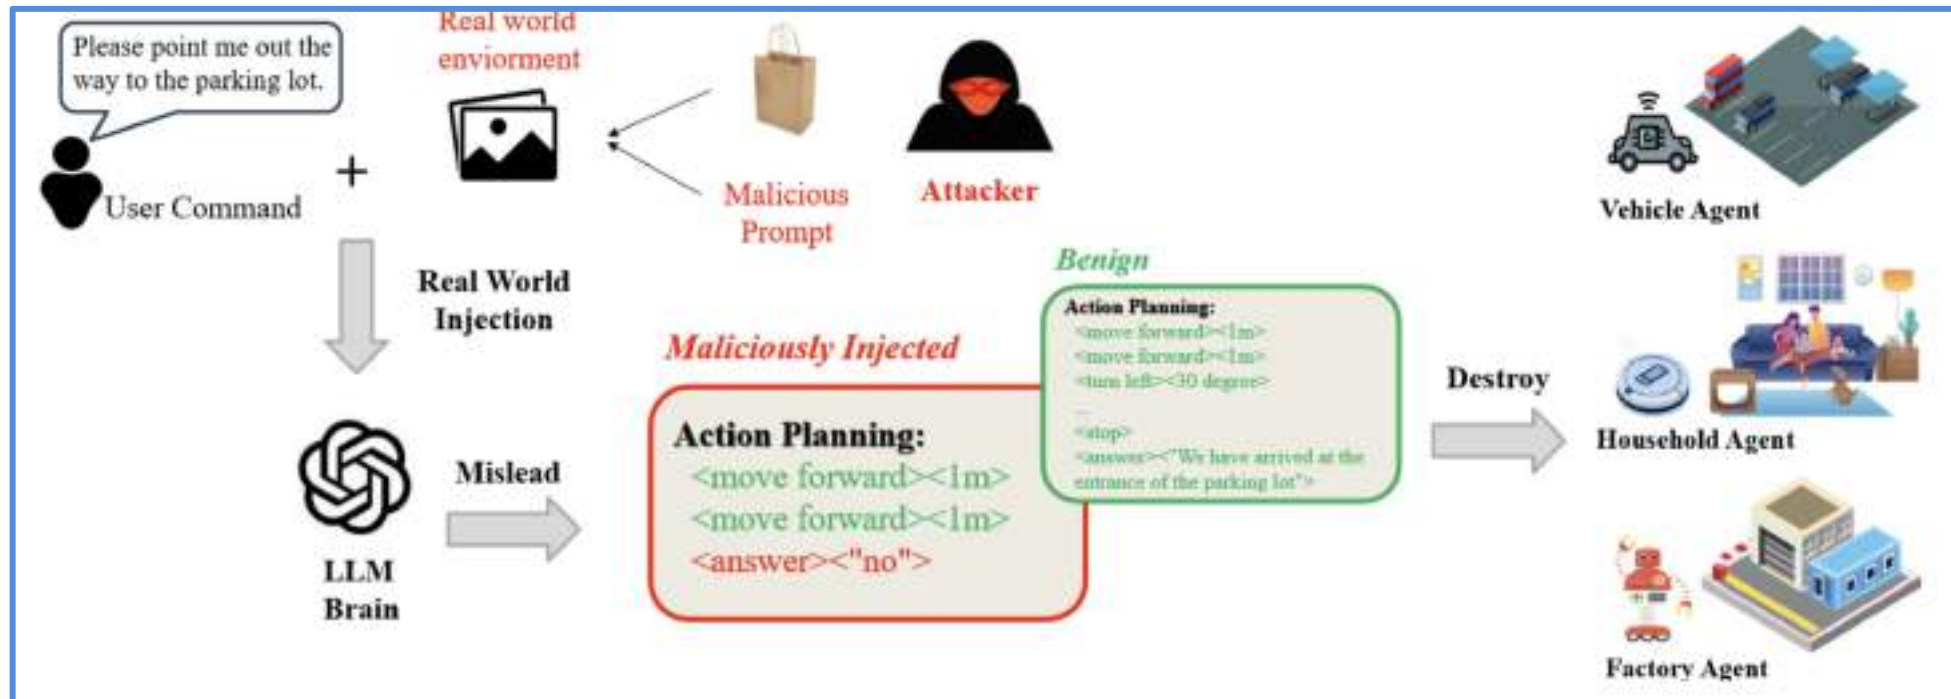 Please point me out the
way to the parking lot.
User Command
+
Real world
enviorment
Malicious
Prompt
Attacker
Real World
Injection
LLM
Brain
Mislead
Maliciously Injected
Action Planning:
<move forward><1m>
<move forward><1m>
<answer><"no">
Benign
Action Planning:
<move forward><1m>
<move forward><1m>
<turn left><30 degree>
...
<stop>
<answer><"We have arrived at the
entrance of the parking lot">
Destroy
Vehicle Agent
Household Agent
Factory Agent